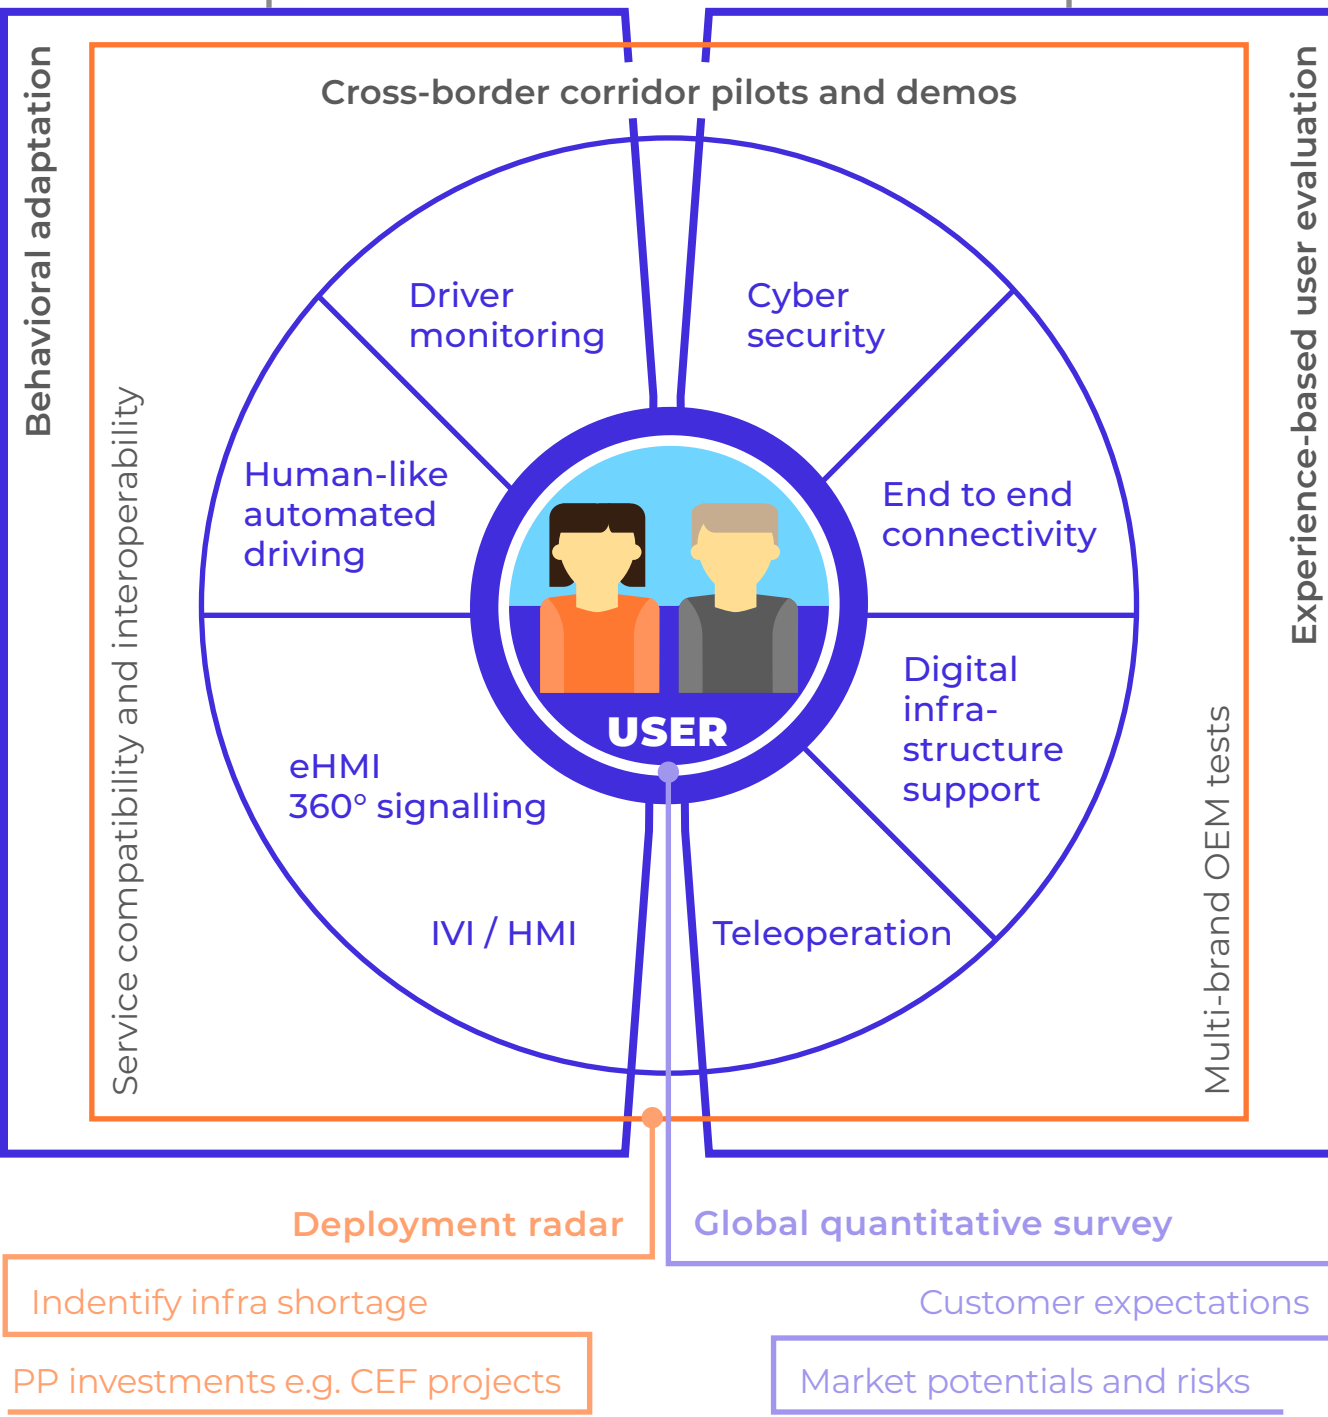 Behavioral adaptation
Cross-border corridor pilots and demos
Experience-based user evaluation
Service compatibility and interoperability
Driver
monitoring
Cyber
security
Human-like
automated
driving
End to end
connectivity
USER
Digital
infra-
structure
support
eHMI
360° signalling
IVI / HMI
Teleoperation
Multi-brand OEM tests
Deployment radar
Indentify infra shortage
PP investments e.g. CEF projects
Global quantitative survey
Customer expectations
Market potentials and risks